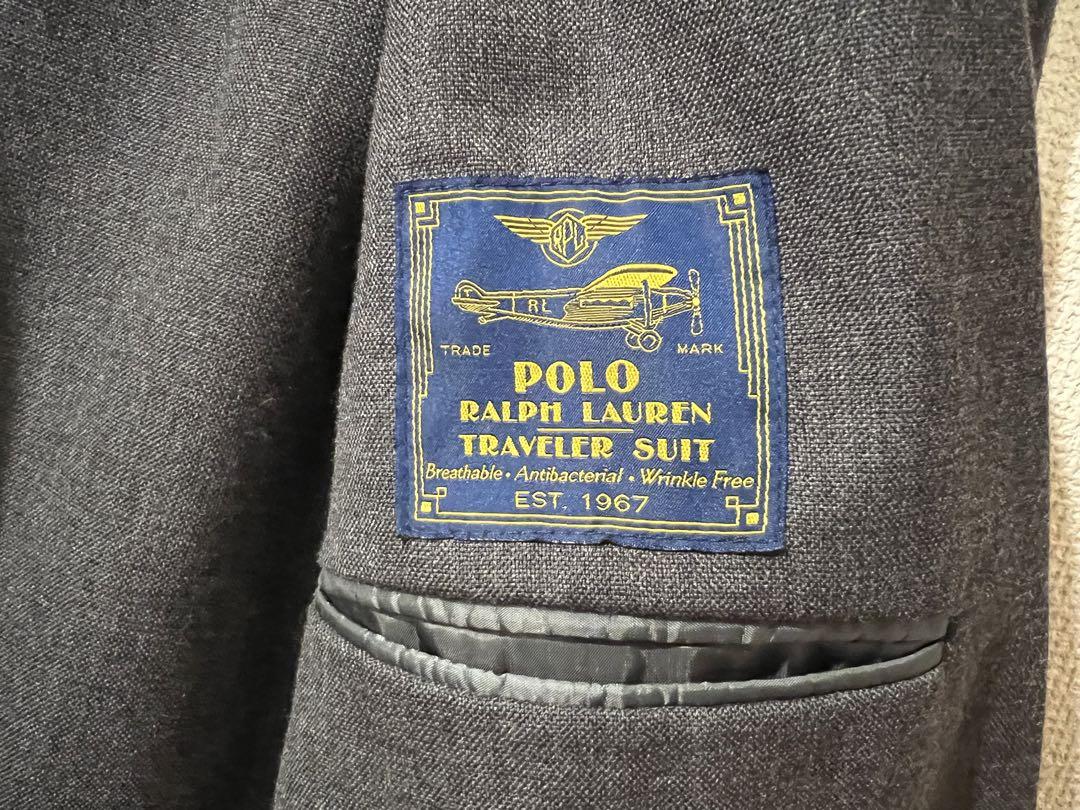 RPL
RL
TRADE MARK
POLO
RALPH LAUREN
TRAVELER SUIT
Breathable • Antibacterial • Wrinkle Free
EST. 1967